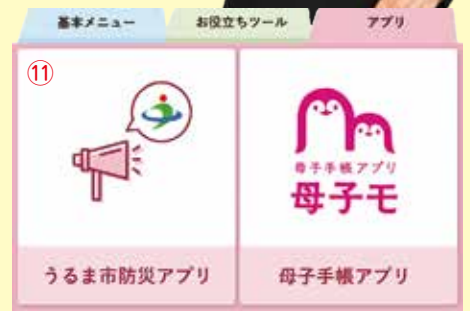 基本メニュー お役立ちツール アプリ
⑪
母子手帳アプリ
母子モ
うるま市防災アプリ 母子手帳アプリ